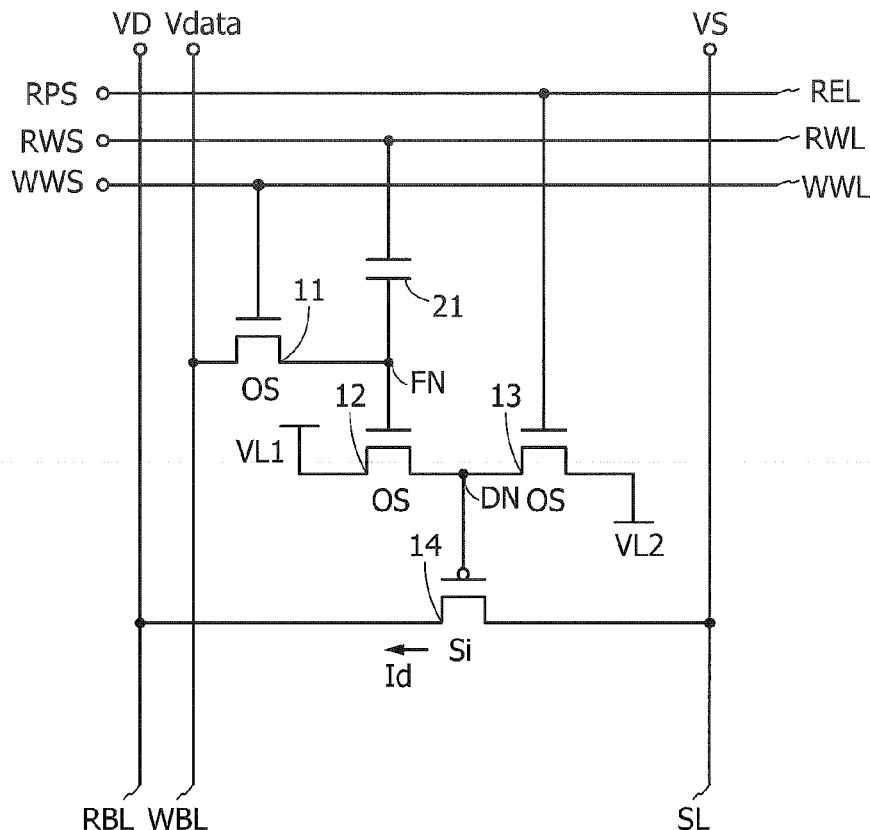 VD Vdata VS
RPS REL
RWS RWL
WWS WWL
11 21
OS FN
12 13
VL1
OS DN OS
14 VL2
Si
Id
RBL WBL SL